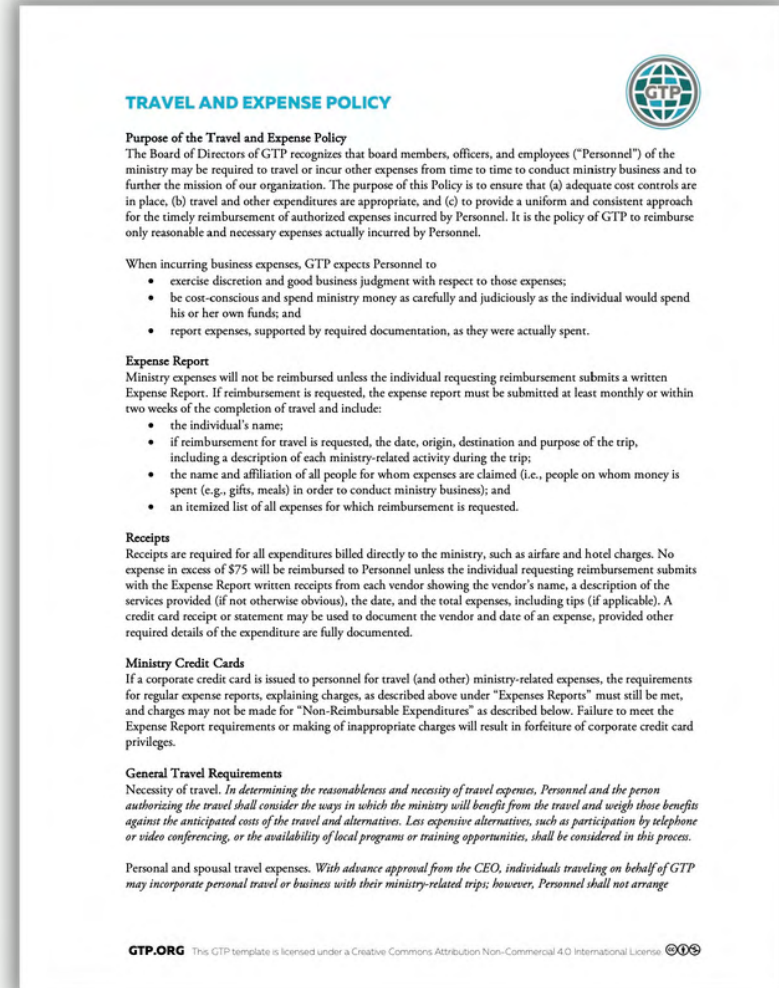 GTP
TRAVEL AND EXPENSE POLICY
Purpose of the Travel and Expense Policy
The Board of Directors of GTP recognizes that board members, officers, and employees (“Personnel”) of the
ministry may be required to travel or incur other expenses from time to time to conduct ministry business and to
further the mission of our organization. The purpose of this Policy is to ensure that (a) adequate cost controls are
in place, (b) travel and other expenditures are appropriate, and (c) to provide a uniform and consistent approach
for the timely reimbursement of authorized expenses incurred by Personnel. It is the policy of GTP to reimburse
only reasonable and necessary expenses actually incurred by Personnel.
When incurring business expenses, GTP expects Personnel to
• exercise discretion and good business judgment with respect to those expenses;
• be cost-conscious and spend ministry money as carefully and judiciously as the individual would spend
his or her own funds; and
• report expenses, supported by required documentation, as they were actually spent.
Expense Report
Ministry expenses will not be reimbursed unless the individual requesting reimbursement submits a written
Expense Report. If reimbursement is requested, the expense report must be submitted at least monthly or within
two weeks of the completion of travel and include:
• the individual’s name;
• if reimbursement for travel is requested, the date, origin, destination and purpose of the trip,
including a description of each ministry-related activity during the trip;
• the name and affiliation of all people for whom expenses are claimed (i.e., people on whom money is
spent (e.g., gifts, meals) in order to conduct ministry business); and
• an itemized list of all expenses for which reimbursement is requested.
Receipts
Receipts are required for all expenditures billed directly to the ministry, such as airfare and hotel charges. No
expense in excess of $75 will be reimbursed to Personnel unless the individual requesting reimbursement submits
with the Expense Report written receipts from each vendor showing the vendor’s name, a description of the
services provided (if not otherwise obvious), the date, and the total expenses, including tips (if applicable). A
credit card receipt or statement may be used to document the vendor and date of an expense, provided other
required details of the expenditure are fully documented.
Ministry Credit Cards
If a corporate credit card is issued to personnel for travel (and other) ministry-related expenses, the requirements
for regular expense reports, explaining charges, as described above under “Expenses Reports” must still be met,
and charges may not be made for “Non-Reimbursable Expenditures” as described below. Failure to meet the
Expense Report requirements or making of inappropriate charges will result in forfeiture of corporate credit card
privileges.
General Travel Requirements
Necessity of travel. In determining the reasonableness and necessity of travel expenses, Personnel and the person
authorizing the travel shall consider the ways in which the ministry will benefit from the travel and weigh those benefits
against the anticipated costs of the travel and alternatives. Less expensive alternatives, such as participation by telephone
or video conferencing, or the availability of local programs or training opportunities, shall be considered in this process.
Personal and spousal travel expenses. With advance approval from the CEO, individuals traveling on behalf of GTP
may incorporate personal travel or business with their ministry-related trips; however, Personnel shall not arrange
GTP.ORG This GTP template is licensed under a Creative Commons Attribution Non-Commercial 4.0 International License